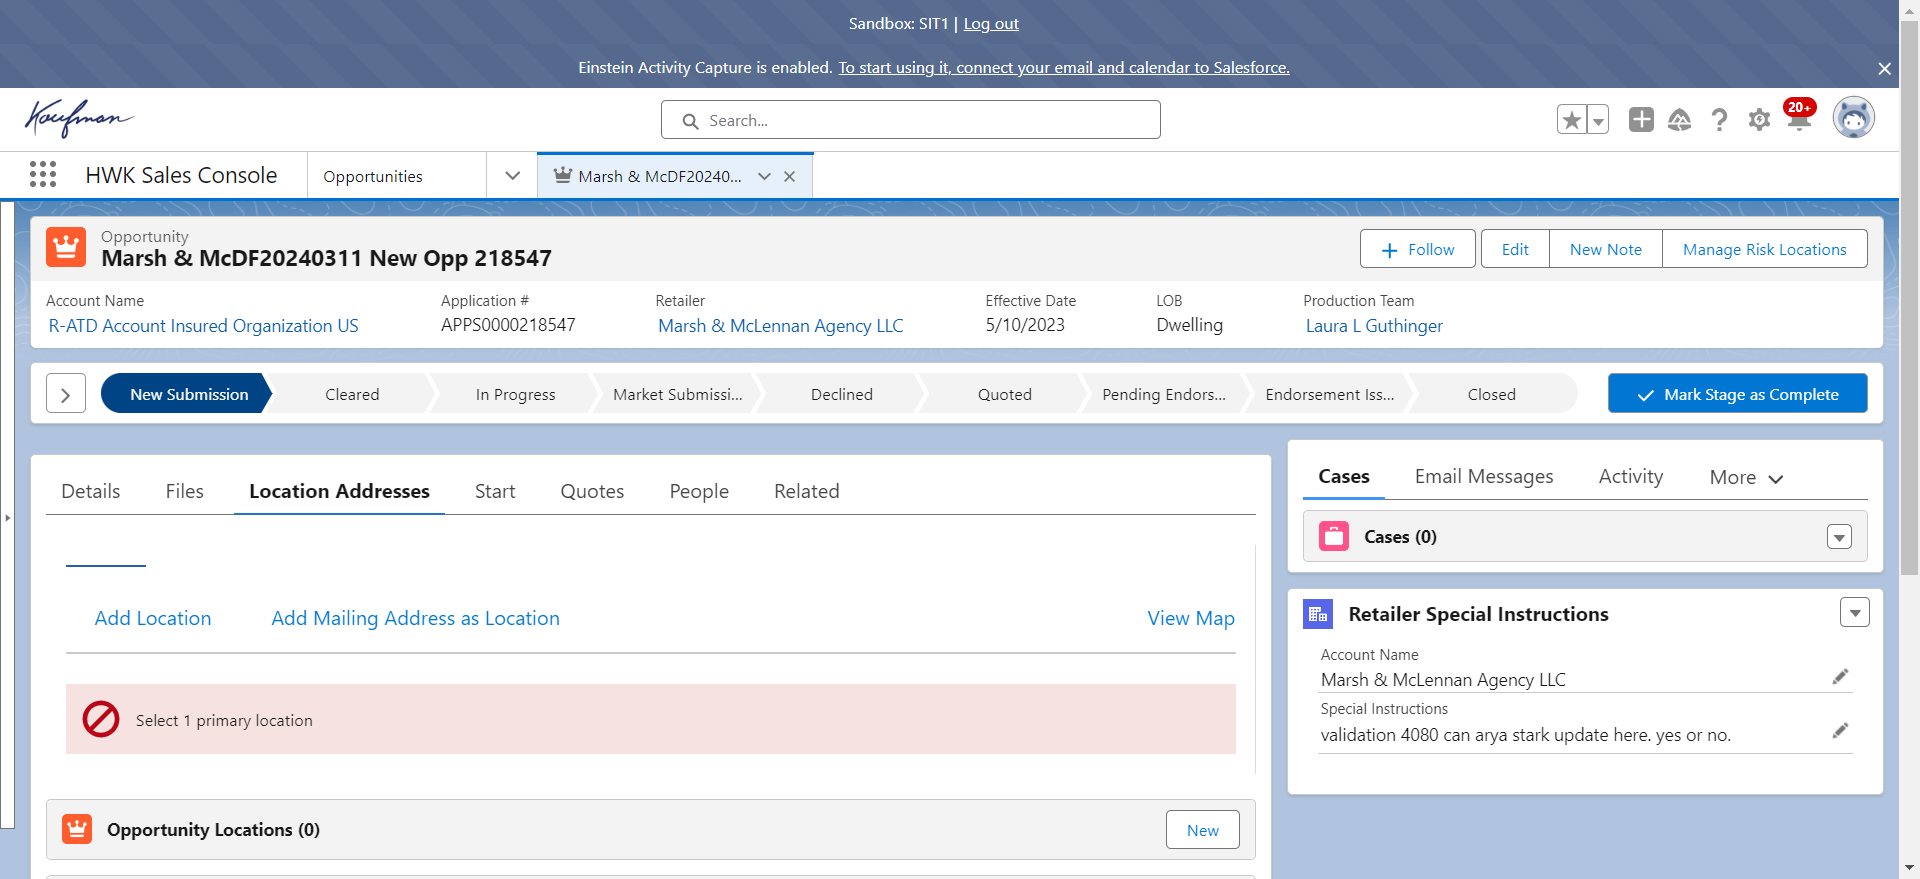 Sandbox: SIT1 | Log out
Einstein Activity Capture is enabled. To start using it, connect your email and calendar to Salesforce.
Kaufman
Search...
20+
HWK Sales Console
Opportunities
Marsh & McDF20240...
Opportunity
Marsh & McDF20240311 New Opp 218547
Follow
Edit
New Note
Manage Risk Locations
Account Name
R-ATD Account Insured Organization US
Application #
APPS0000218547
Retailer
Marsh & McLennan Agency LLC
Effective Date
5/10/2023
LOB
Dwelling
Production Team
Laura L Guthinger
New Submission
Cleared
In Progress
Market Submissi...
Declined
Quoted
Pending Endors...
Endorsement Iss...
Closed
Mark Stage as Complete
Details
Files
Location Addresses
Start
Quotes
People
Related
Add Location
Add Mailing Address as Location
View Map
Select 1 primary location
Opportunity Locations (0)
New
Cases
Email Messages
Activity
More
Cases (0)
Retailer Special Instructions
Account Name
Marsh & McLennan Agency LLC
Special Instructions
validation 4080 can arya stark update here. yes or no.